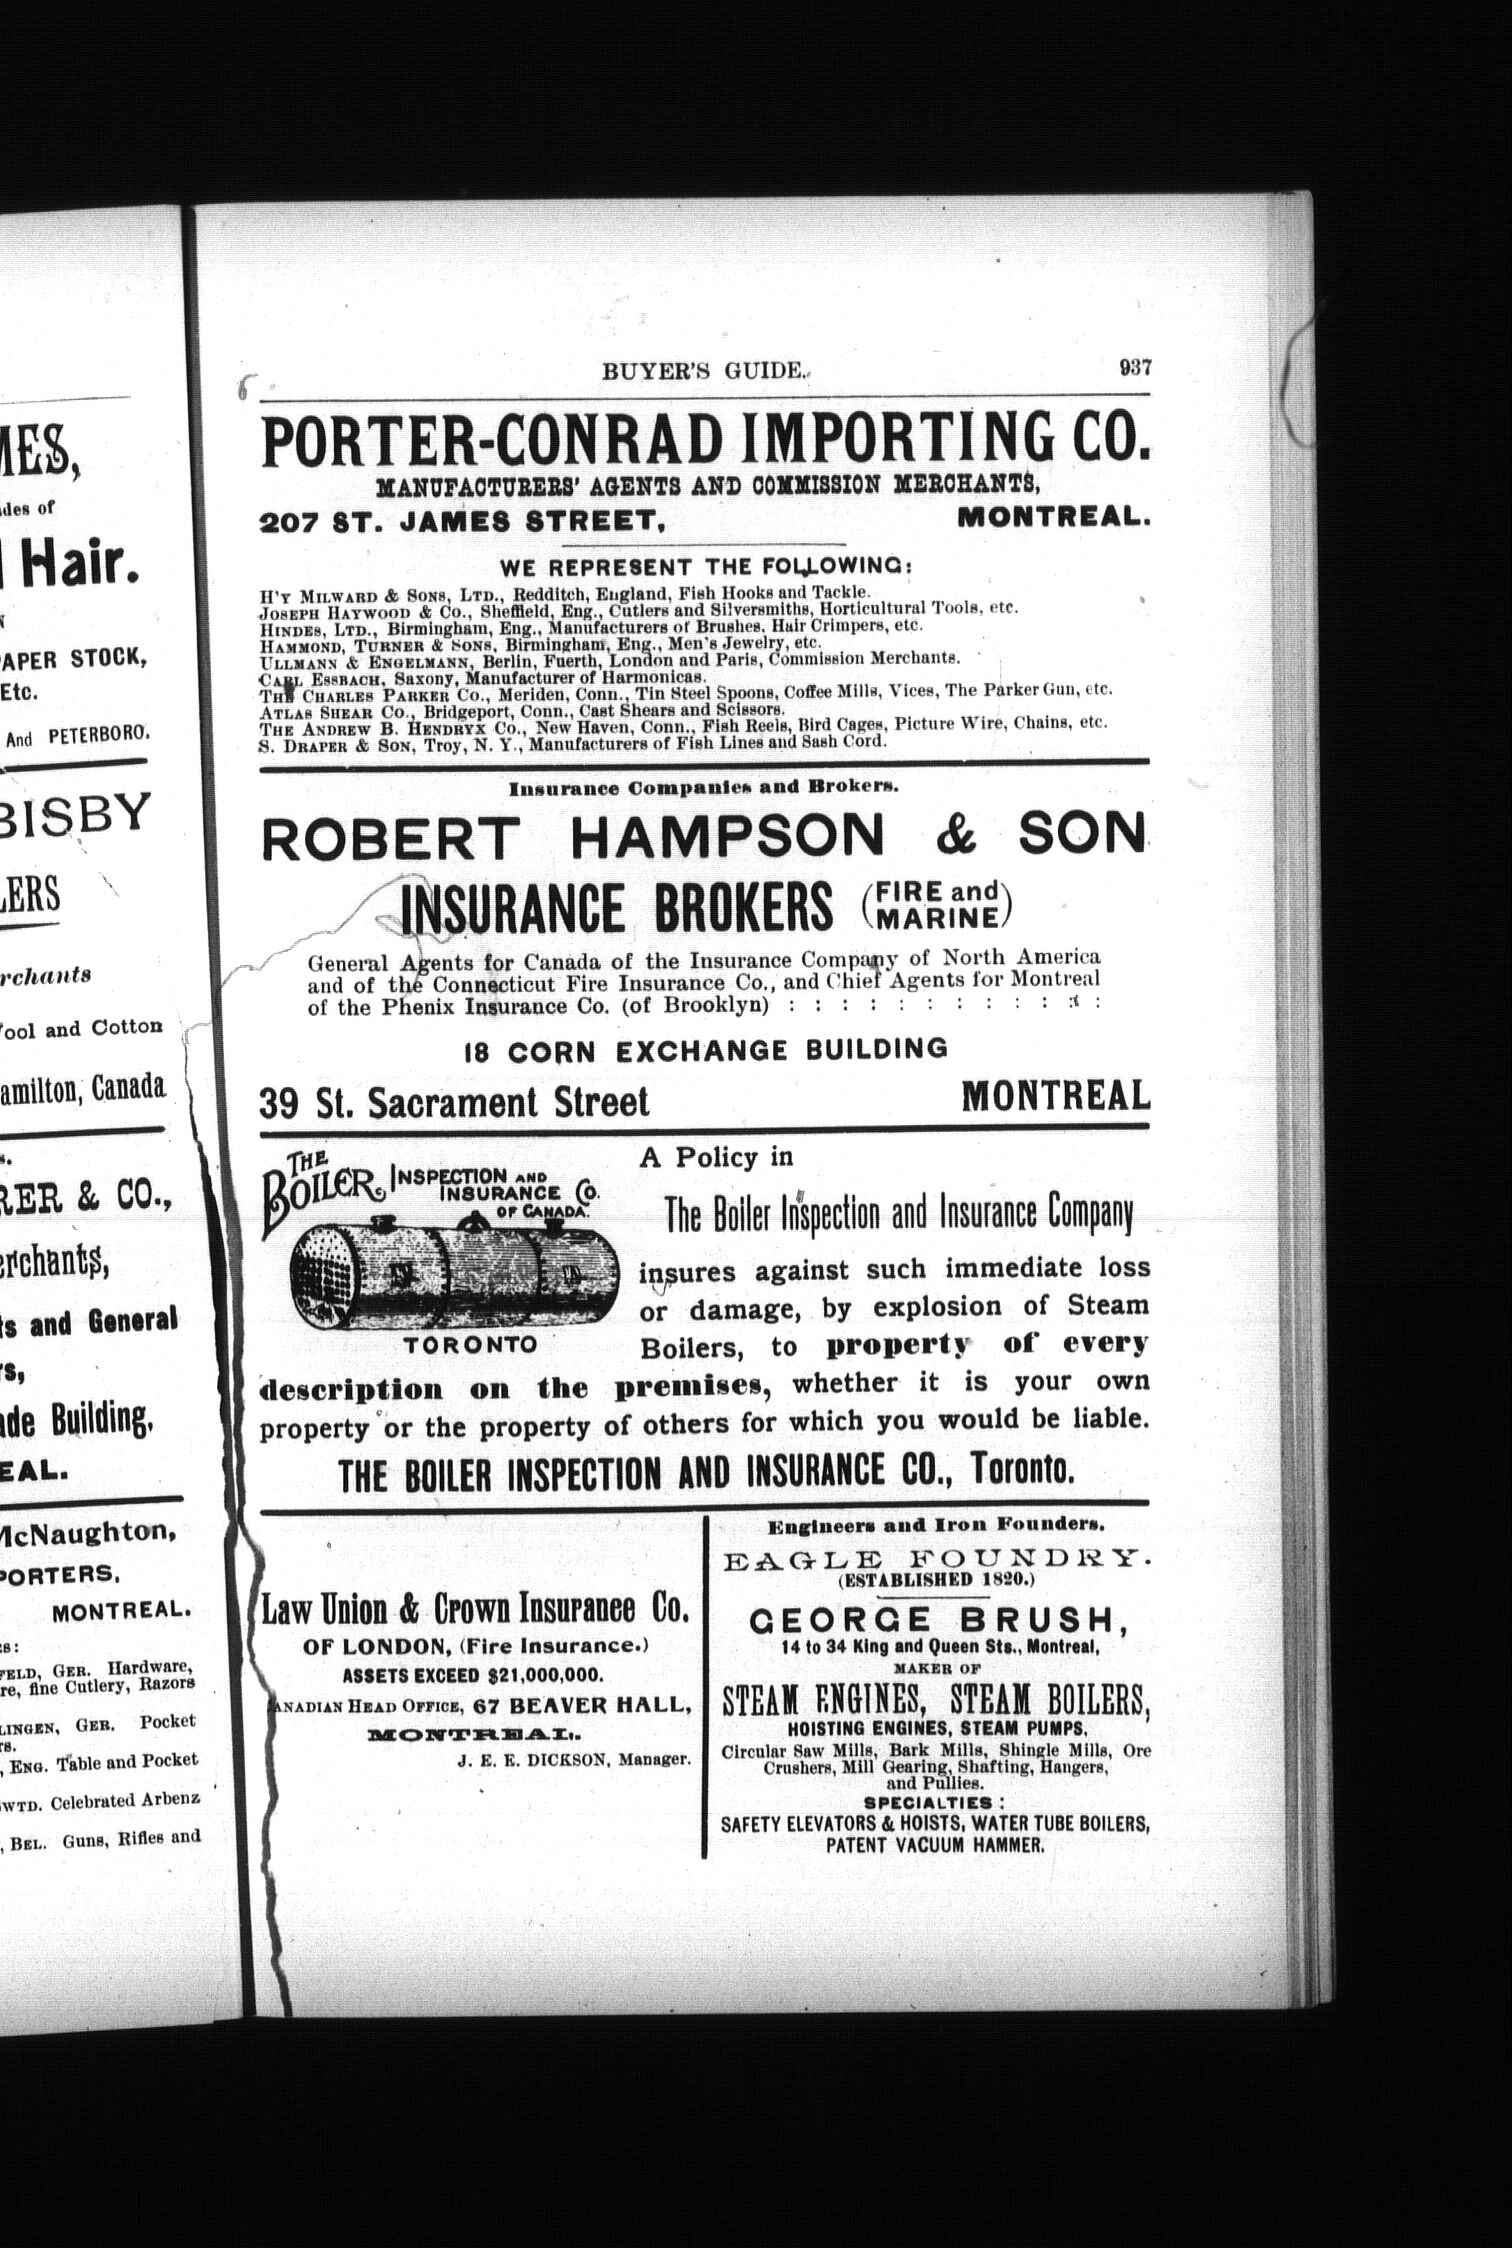 MES,
ades of
Hair.
PAPER STOCK,
Etc.
And PETERBORO.
BISBY
LERS
rchants
ool and Cotton
amilton, Canada
RER & CO.,
erchants,
ts and General
rs,
ade Building,
EAL.
McNaughton,
PORTERS,
MONTREAL.
FELD, GER. Hardware,
re, fine Cutlery, Razors
LINGEN, GER. Pocket
rs.
, ENG. Table and Pocket
WTD. Celebrated Arbenz
, BEL. Guns, Rifles and
6
BUYER'S GUIDE. 937
PORTER-CONRAD IMPORTING CO.
MANUFACTURERS' AGENTS AND COMMISSION MERCHANTS,
207 ST. JAMES STREET, MONTREAL.
WE REPRESENT THE FOLLOWING:
H'Y MILWARD & SONS, LTD., Redditch, England, Fish Hooks and Tackle.
JOSEPH HAYWOOD & Co., Sheffield, Eng., Cutlers and Silversmiths, Horticultural Tools, etc.
HINDES, LTD., Birmingham, Eng., Manufacturers of Brushes, Hair Crimpers, etc.
HAMMOND, TURNER & SONS, Birmingham, Eng., Men's Jewelry, etc.
ULLMANN & ENGELMANN, Berlin, Fuerth, London and Paris, Commission Merchants.
CARL ESSBACH, Saxony, Manufacturer of Harmonicas.
THE CHARLES PARKER Co., Meriden, Conn., Tin Steel Spoons, Coffee Mills, Vices, The Parker Gun, etc.
ATLAS SHEAR Co., Bridgeport, Conn., Cast Shears and Scissors.
THE ANDREW B. HENDRYX Co., New Haven, Conn., Fish Reels, Bird Cages, Picture Wire, Chains, etc.
S. DRAPER & SON, Troy, N. Y., Manufacturers of Fish Lines and Sash Cord.
Insurance Companies and Brokers.
ROBERT HAMPSON & SON
INSURANCE BROKERS (FIRE and MARINE)
General Agents for Canada of the Insurance Company of North America
and of the Connecticut Fire Insurance Co., and Chief Agents for Montreal
of the Phenix Insurance Co. (of Brooklyn) : : : : : : : : : : : :
18 CORN EXCHANGE BUILDING
39 St. Sacrament Street MONTREAL
THE
BOILER INSPECTION AND
INSURANCE CO.
OF CANADA.
TORONTO
A Policy in
The Boiler Inspection and Insurance Company
insures against such immediate loss
or damage, by explosion of Steam
Boilers, to property of every
description on the premises, whether it is your own
property or the property of others for which you would be liable.
THE BOILER INSPECTION AND INSURANCE CO., Toronto.
Law Union & Crown Insurance Co.
OF LONDON, (Fire Insurance.)
ASSETS EXCEED $21,000,000.
CANADIAN HEAD OFFICE, 67 BEAVER HALL,
MONTREAL.
J. E. E. DICKSON, Manager.
Engineers and Iron Founders.
EAGLE FOUNDRY.
(ESTABLISHED 1820.)
GEORGE BRUSH,
14 to 34 King and Queen Sts., Montreal,
MAKER OF
STEAM ENGINES, STEAM BOILERS,
HOISTING ENGINES, STEAM PUMPS,
Circular Saw Mills, Bark Mills, Shingle Mills, Ore
Crushers, Mill Gearing, Shafting, Hangers,
and Pullies.
SPECIALTIES:
SAFETY ELEVATORS & HOISTS, WATER TUBE BOILERS,
PATENT VACUUM HAMMER.